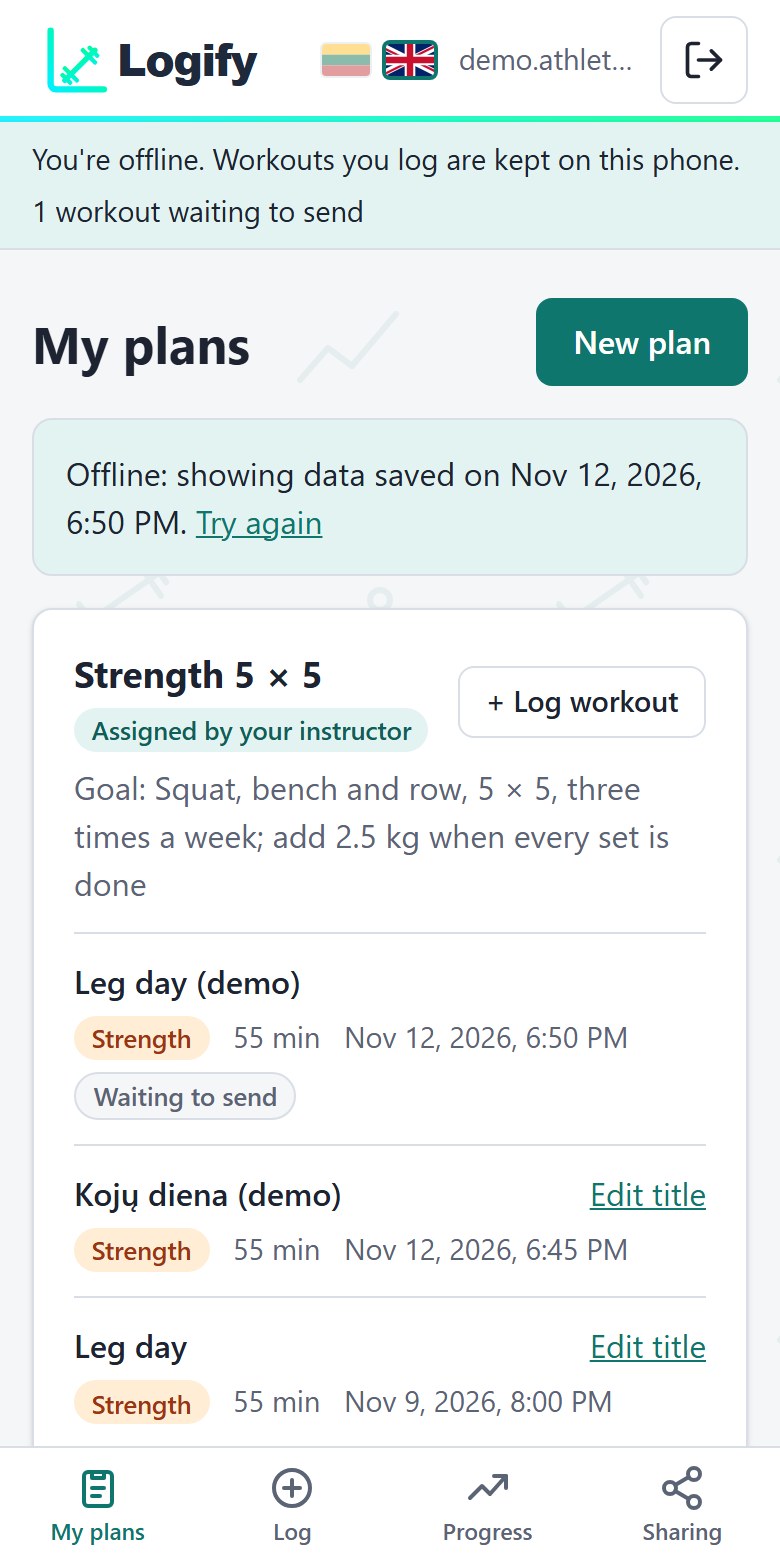 Logify
demo.athlet...
You're offline. Workouts you log are kept on this phone.
1 workout waiting to send
My plans
New plan
Offline: showing data saved on Nov 12, 2026,
6:50 PM. Try again
Strength 5 × 5
+ Log workout
Assigned by your instructor
Goal: Squat, bench and row, 5 × 5, three
times a week; add 2.5 kg when every set is
done
Leg day (demo)
Strength 55 min Nov 12, 2026, 6:50 PM
Waiting to send
Kojų diena (demo) Edit title
Strength 55 min Nov 12, 2026, 6:45 PM
Leg day Edit title
Strength 55 min Nov 9, 2026, 8:00 PM
My plans Log Progress Sharing